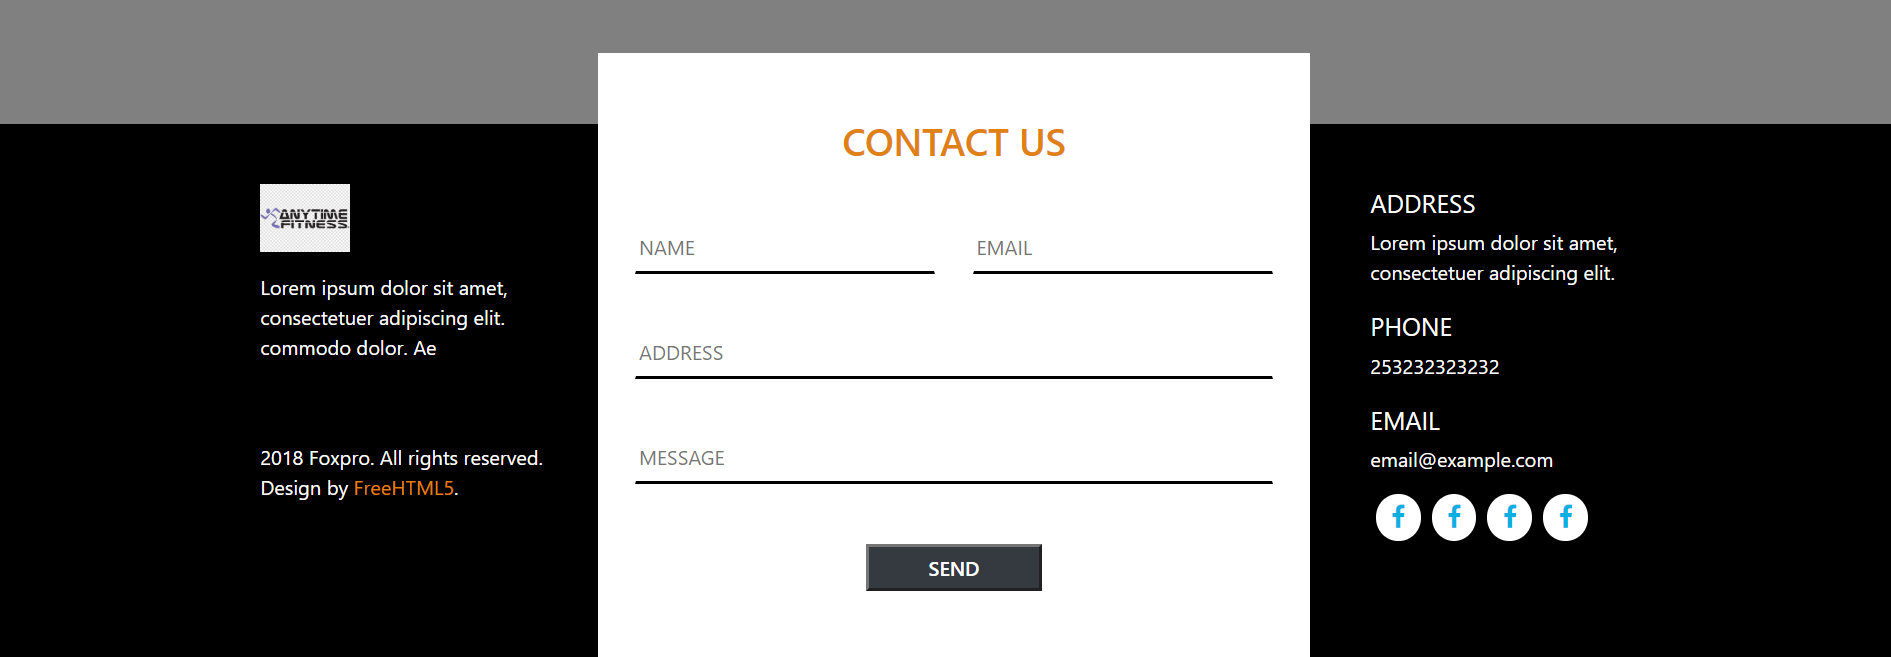 ANYTIME
FITNESS
Lorem ipsum dolor sit amet,
consectetuer adipiscing elit.
commodo dolor. Ae
2018 Foxpro. All rights reserved.
Design by FreeHTML5.
CONTACT US
NAME
EMAIL
ADDRESS
MESSAGE
SEND
ADDRESS
Lorem ipsum dolor sit amet,
consectetuer adipiscing elit.
PHONE
253232323232
EMAIL
email@example.com